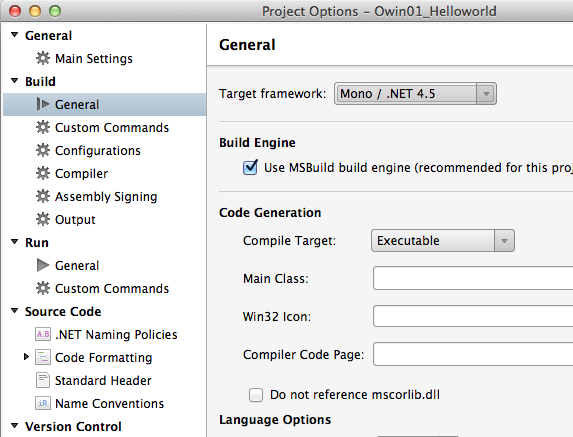 Project Options – Owin01_Helloworld
General
Main Settings
Build
General
Custom Commands
Configurations
Compiler
Assembly Signing
Output
Run
General
Custom Commands
Source Code
A.B .NET Naming Policies
Code Formatting
Standard Header
iR Name Conventions
Version Control
General
Target framework: Mono / .NET 4.5
Build Engine
Use MSBuild build engine (recommended for this proj
Code Generation
Compile Target: Executable
Main Class:
Win32 Icon:
Compiler Code Page:
Do not reference mscorlib.dll
Language Options